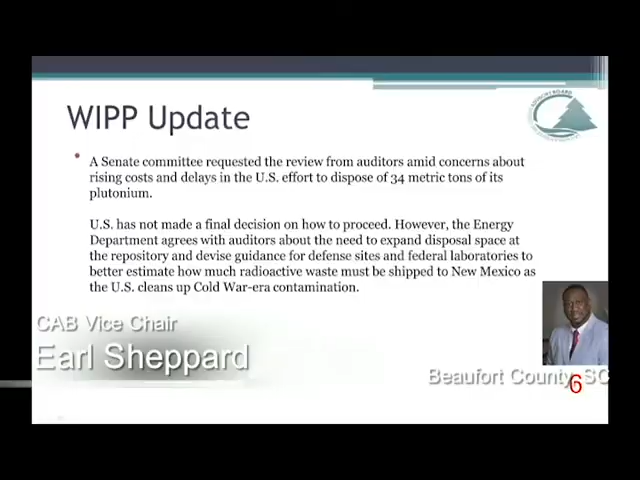 WIPP Update
• A Senate committee requested the review from auditors amid concerns about
rising costs and delays in the U.S. effort to dispose of 34 metric tons of its
plutonium.
U.S. has not made a final decision on how to proceed. However, the Energy
Department agrees with auditors about the need to expand disposal space at
the repository and devise guidance for defense sites and federal laboratories to
better estimate how much radioactive waste must be shipped to New Mexico as
the U.S. cleans up Cold War-era contamination.
CAB Vice Chair
Earl Sheppard
Beaufort County, SC
6